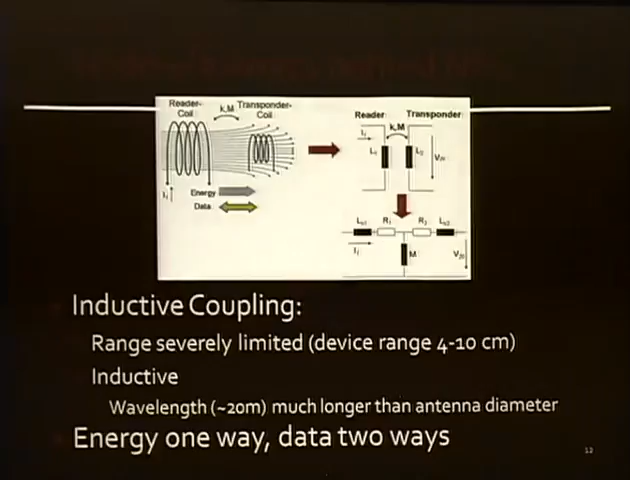 Reader-
Coil
k,M
Transponder-
Coil
I₁
Energy
Data
Reader
Transponder
k,M
I₁
L₁
L₂
R₁
R₂
I₁
M
Inductive Coupling:
Range severely limited (device range 4-10 cm)
Inductive
Wavelength (~20m) much longer than antenna diameter
Energy one way, data two ways